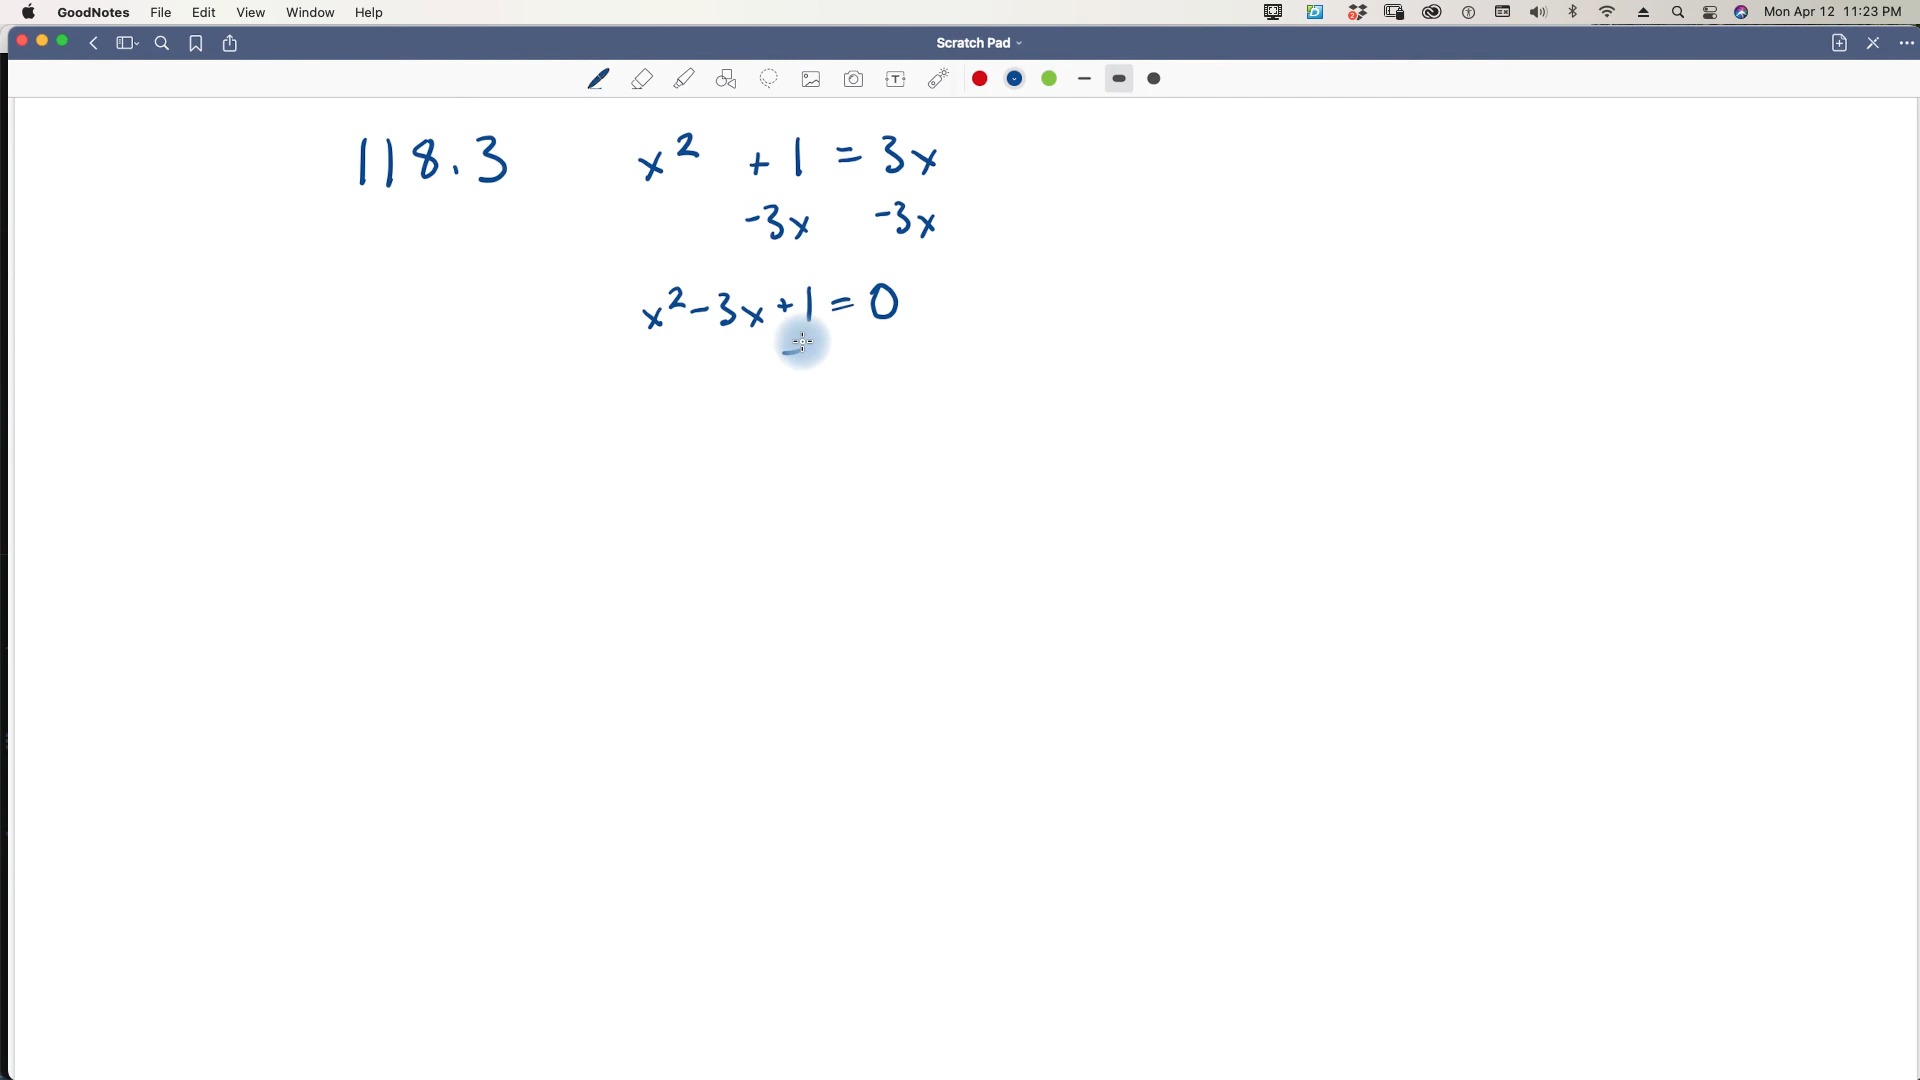 GoodNotes File Edit View Window Help Mon Apr 12 11:23 PM
Scratch Pad
118.3 x² + 1 = 3x
-3x -3x
x² - 3x + 1 = 0